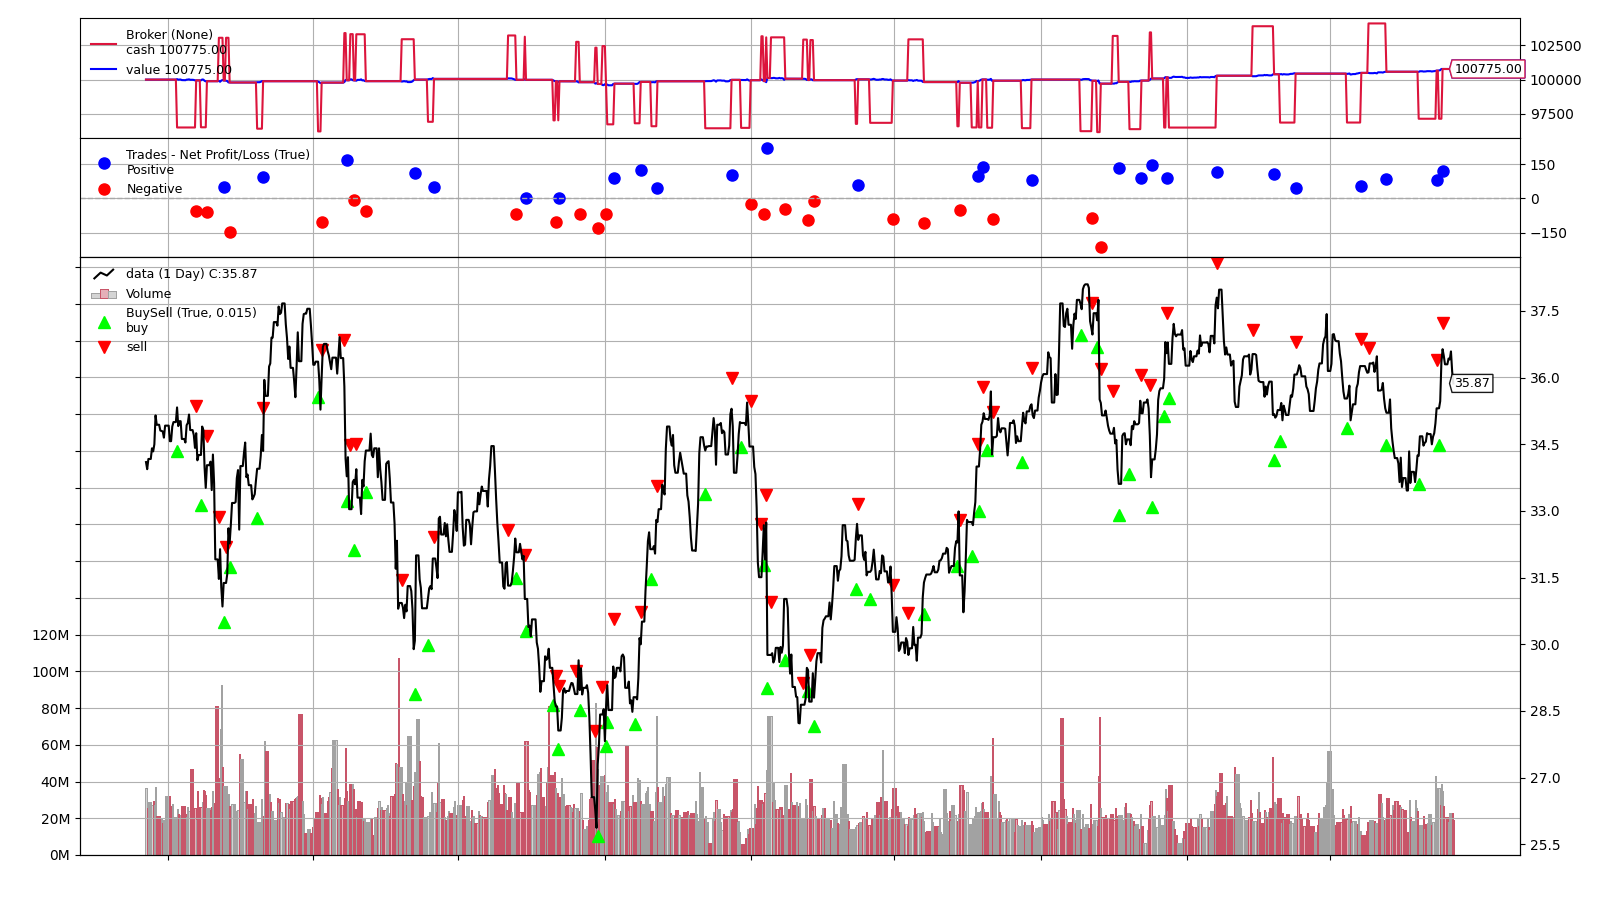 Broker (None)
cash 100775.00
value 100775.00
102500
100775.00
100000
97500
Trades - Net Profit/Loss (True)
Positive
Negative
150
0
−150
data (1 Day) C:35.87
Volume
BuySell (True, 0.015)
buy
sell
37.5
36.0
35.87
34.5
33.0
31.5
30.0
28.5
27.0
25.5
120M
100M
80M
60M
40M
20M
0M